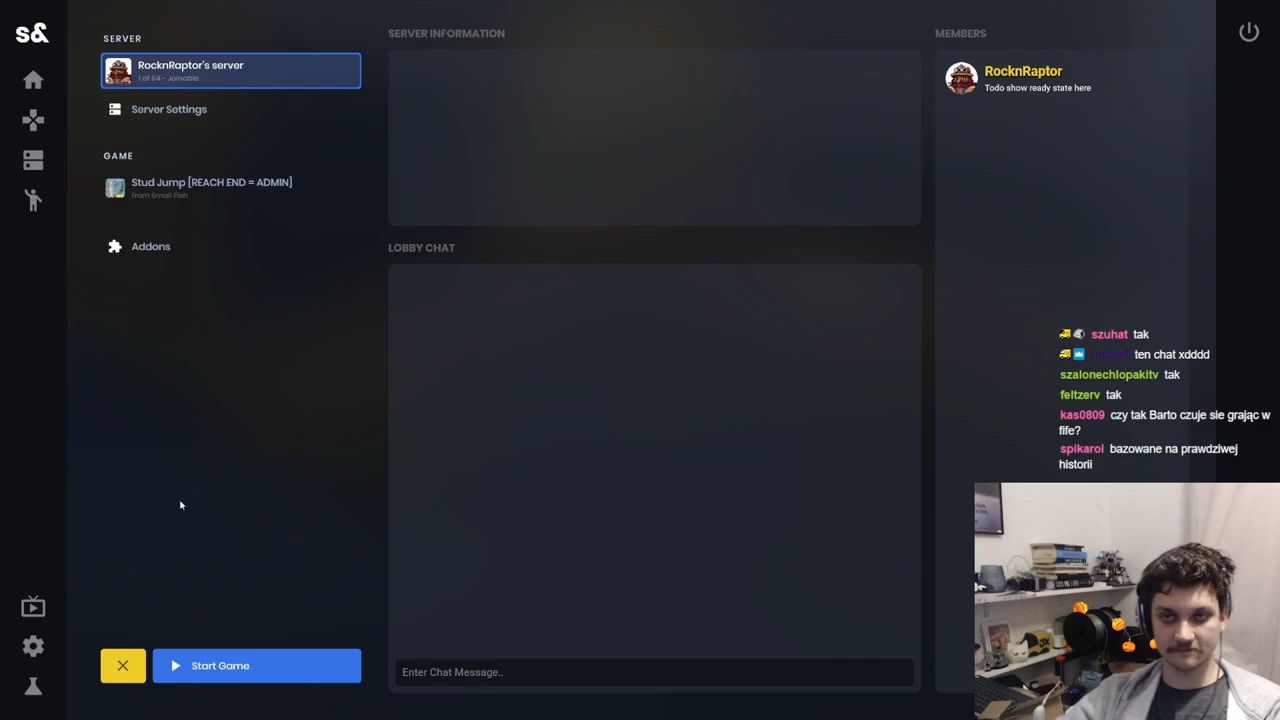 s&
SERVER
RocknRaptor's server
1 of 64 - Joinable
Server Settings
GAME
Stud Jump [REACH END = ADMIN]
from Small Fish
Addons
Start Game
SERVER INFORMATION
LOBBY CHAT
Enter Chat Message..
MEMBERS
RocknRaptor
Todo show ready state here
szuhat tak
ten chat xdddd
szalonechlopakitv tak
feltzerv tak
kas0809 czy tak Barto czuje sie grając w
fife?
spikarol bazowane na prawdziwej
historii